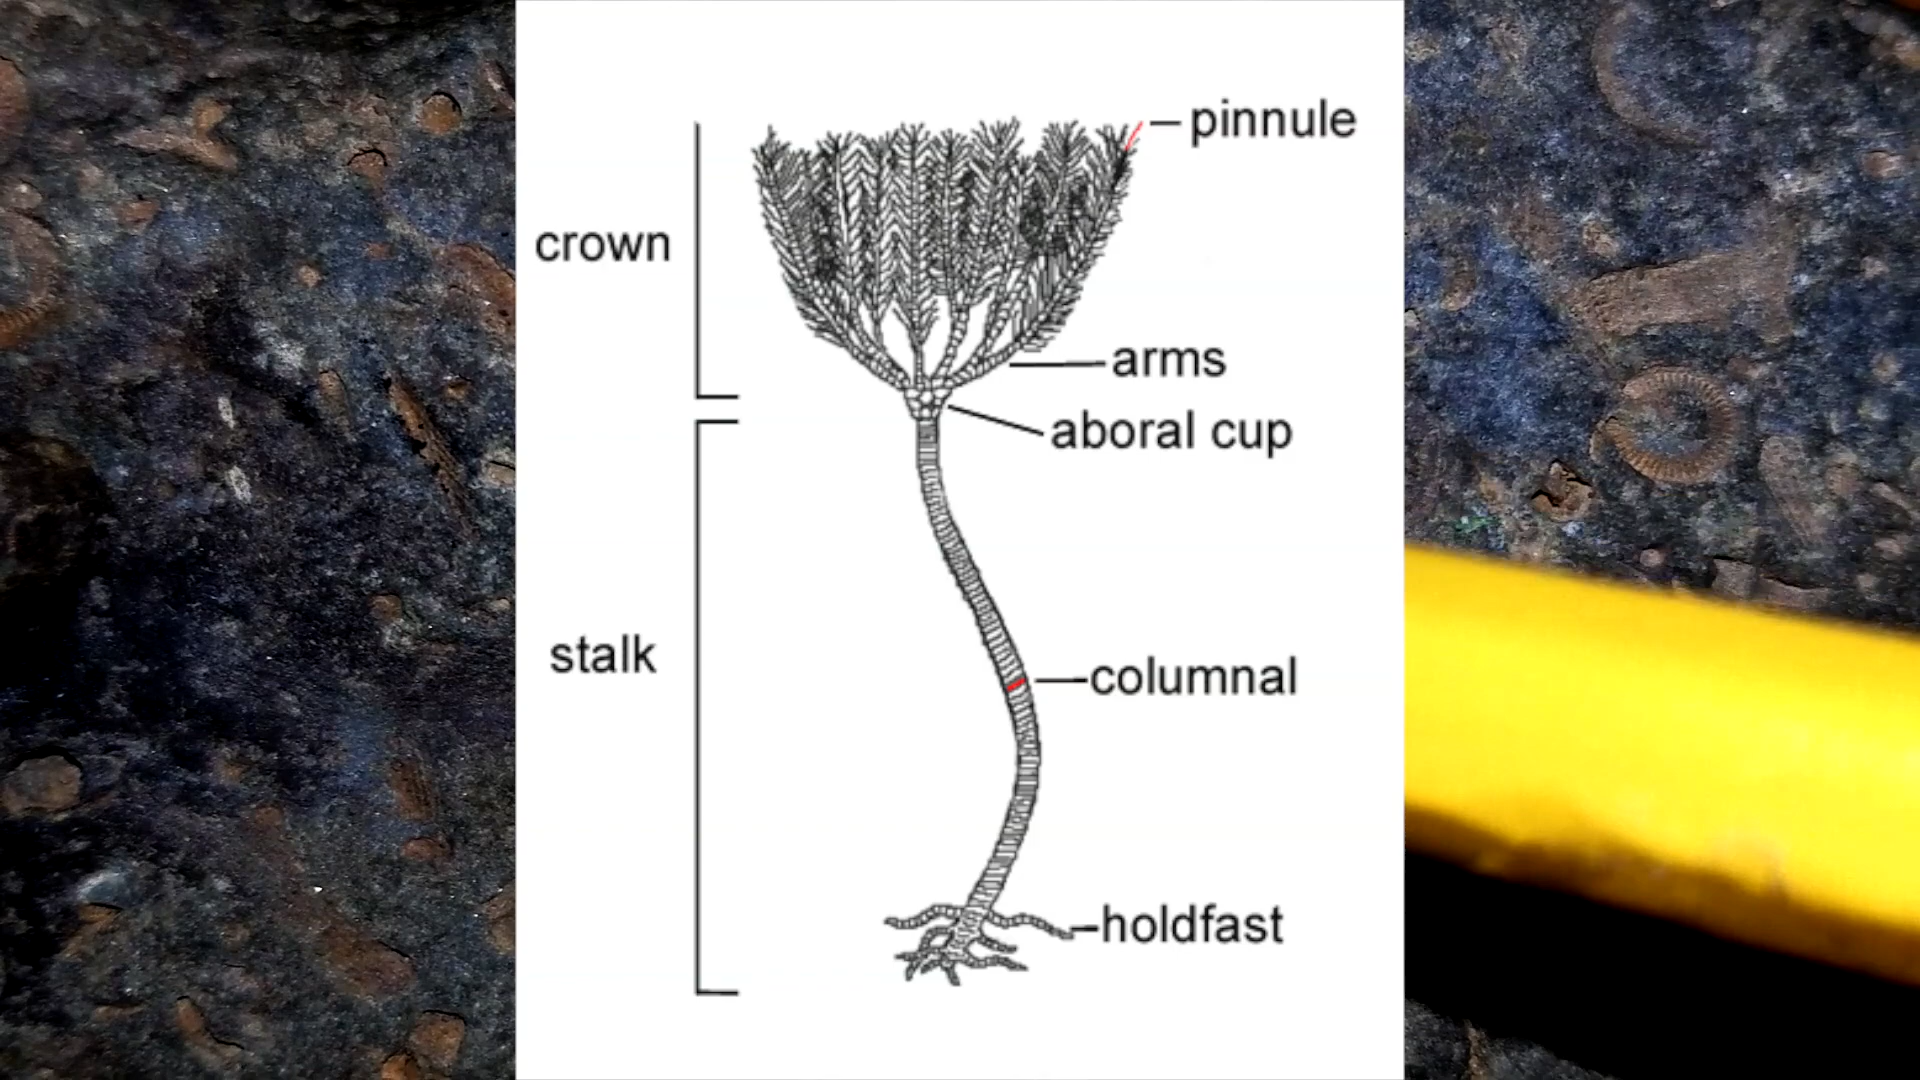 pinnule
crown
arms
aboral cup
stalk
columnal
holdfast